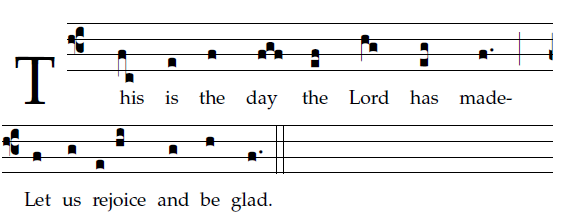 This is the day the Lord has made-
Let us rejoice and be glad.